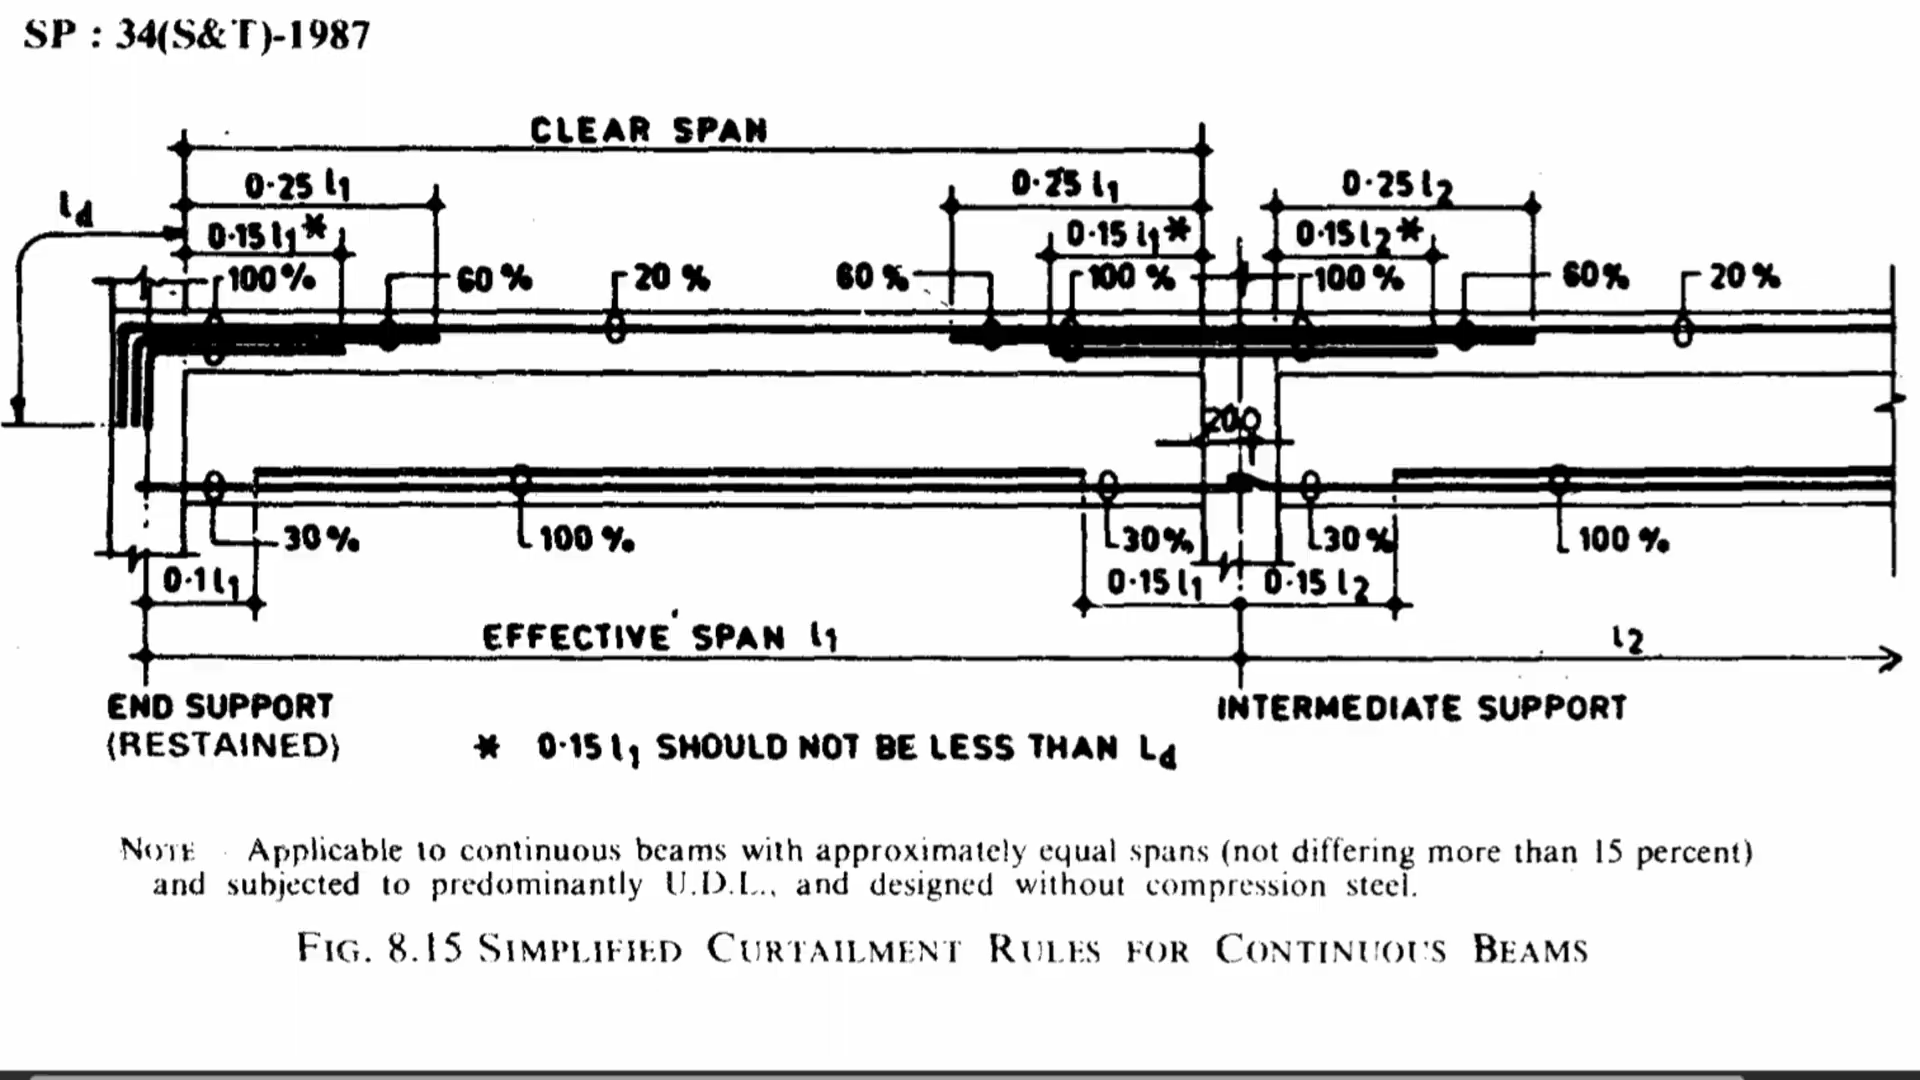 SP : 34(S&T)-1987
CLEAR SPAN
0·25 l1 0·25 l1 0·25 l2
ld
0·15 l1* 0·15 l1* 0·15 l2*
100% 60% 20% 60% 100% 100% 60% 20%
20Φ
30% 100% 30% 30% 100%
0·1 l1 0·15 l1 0·15 l2
EFFECTIVE SPAN l1 l2
END SUPPORT INTERMEDIATE SUPPORT
(RESTAINED) * 0·15 l1 SHOULD NOT BE LESS THAN Ld
NOTE Applicable to continuous beams with approximately equal spans (not differing more than 15 percent)
and subjected to predominantly U.D.L., and designed without compression steel.
FIG. 8.15 SIMPLIFIED CURTAILMENT RULES FOR CONTINUOUS BEAMS